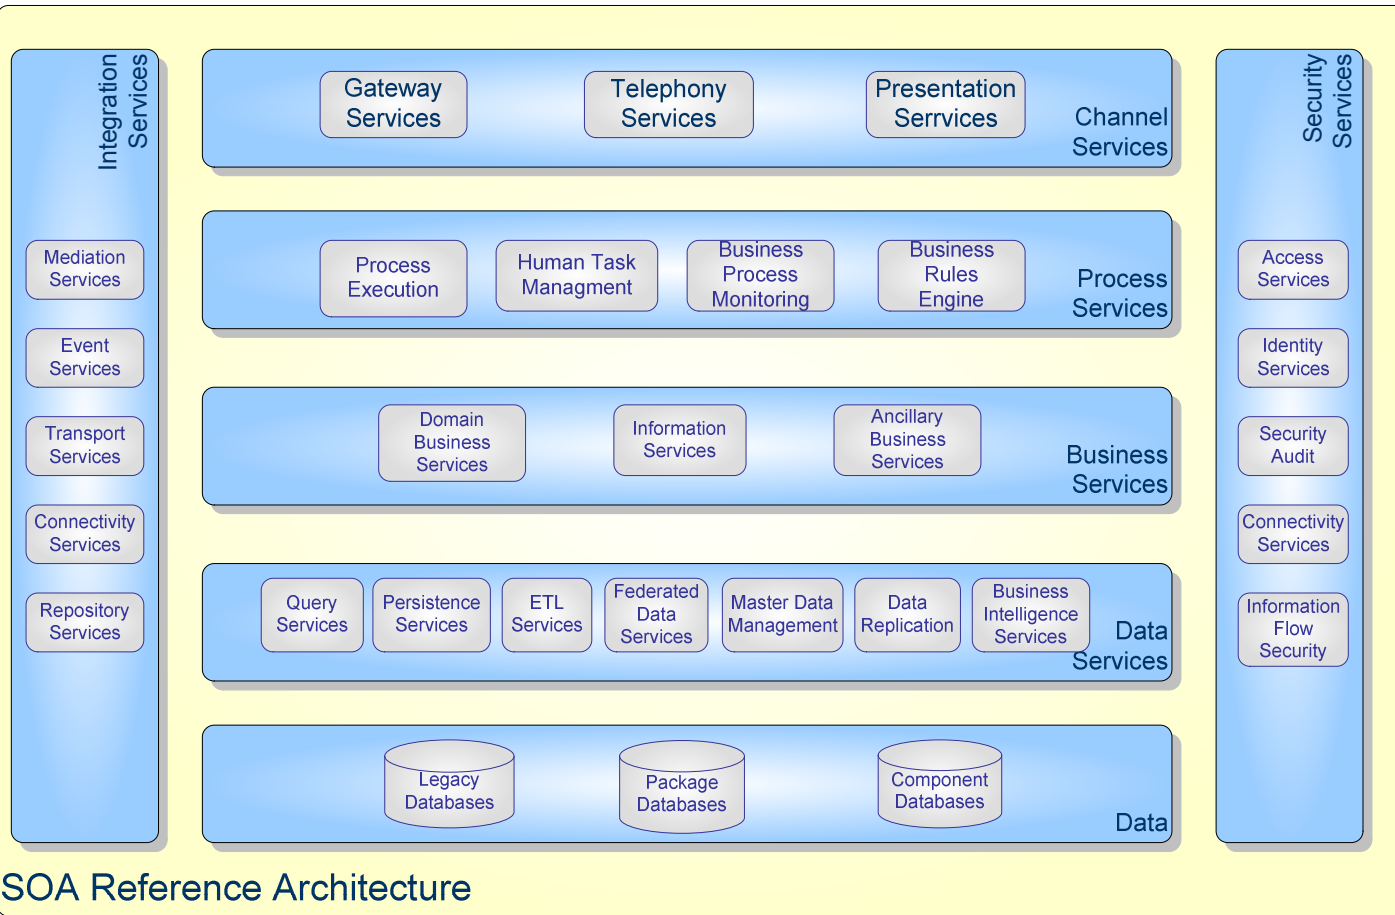 Integration
Services
Mediation
Services
Event
Services
Transport
Services
Connectivity
Services
Repository
Services
Gateway
Services
Telephony
Services
Presentation
Serrvices
Channel
Services
Process
Execution
Human Task
Managment
Business
Process
Monitoring
Business
Rules
Engine
Process
Services
Domain
Business
Services
Information
Services
Ancillary
Business
Services
Business
Services
Query
Services
Persistence
Services
ETL
Services
Federated
Data
Services
Master Data
Management
Data
Replication
Business
Intelligence
Services
Data
Services
Legacy
Databases
Package
Databases
Component
Databases
Data
Security
Services
Access
Services
Identity
Services
Security
Audit
Connectivity
Services
Information
Flow
Security
SOA Reference Architecture